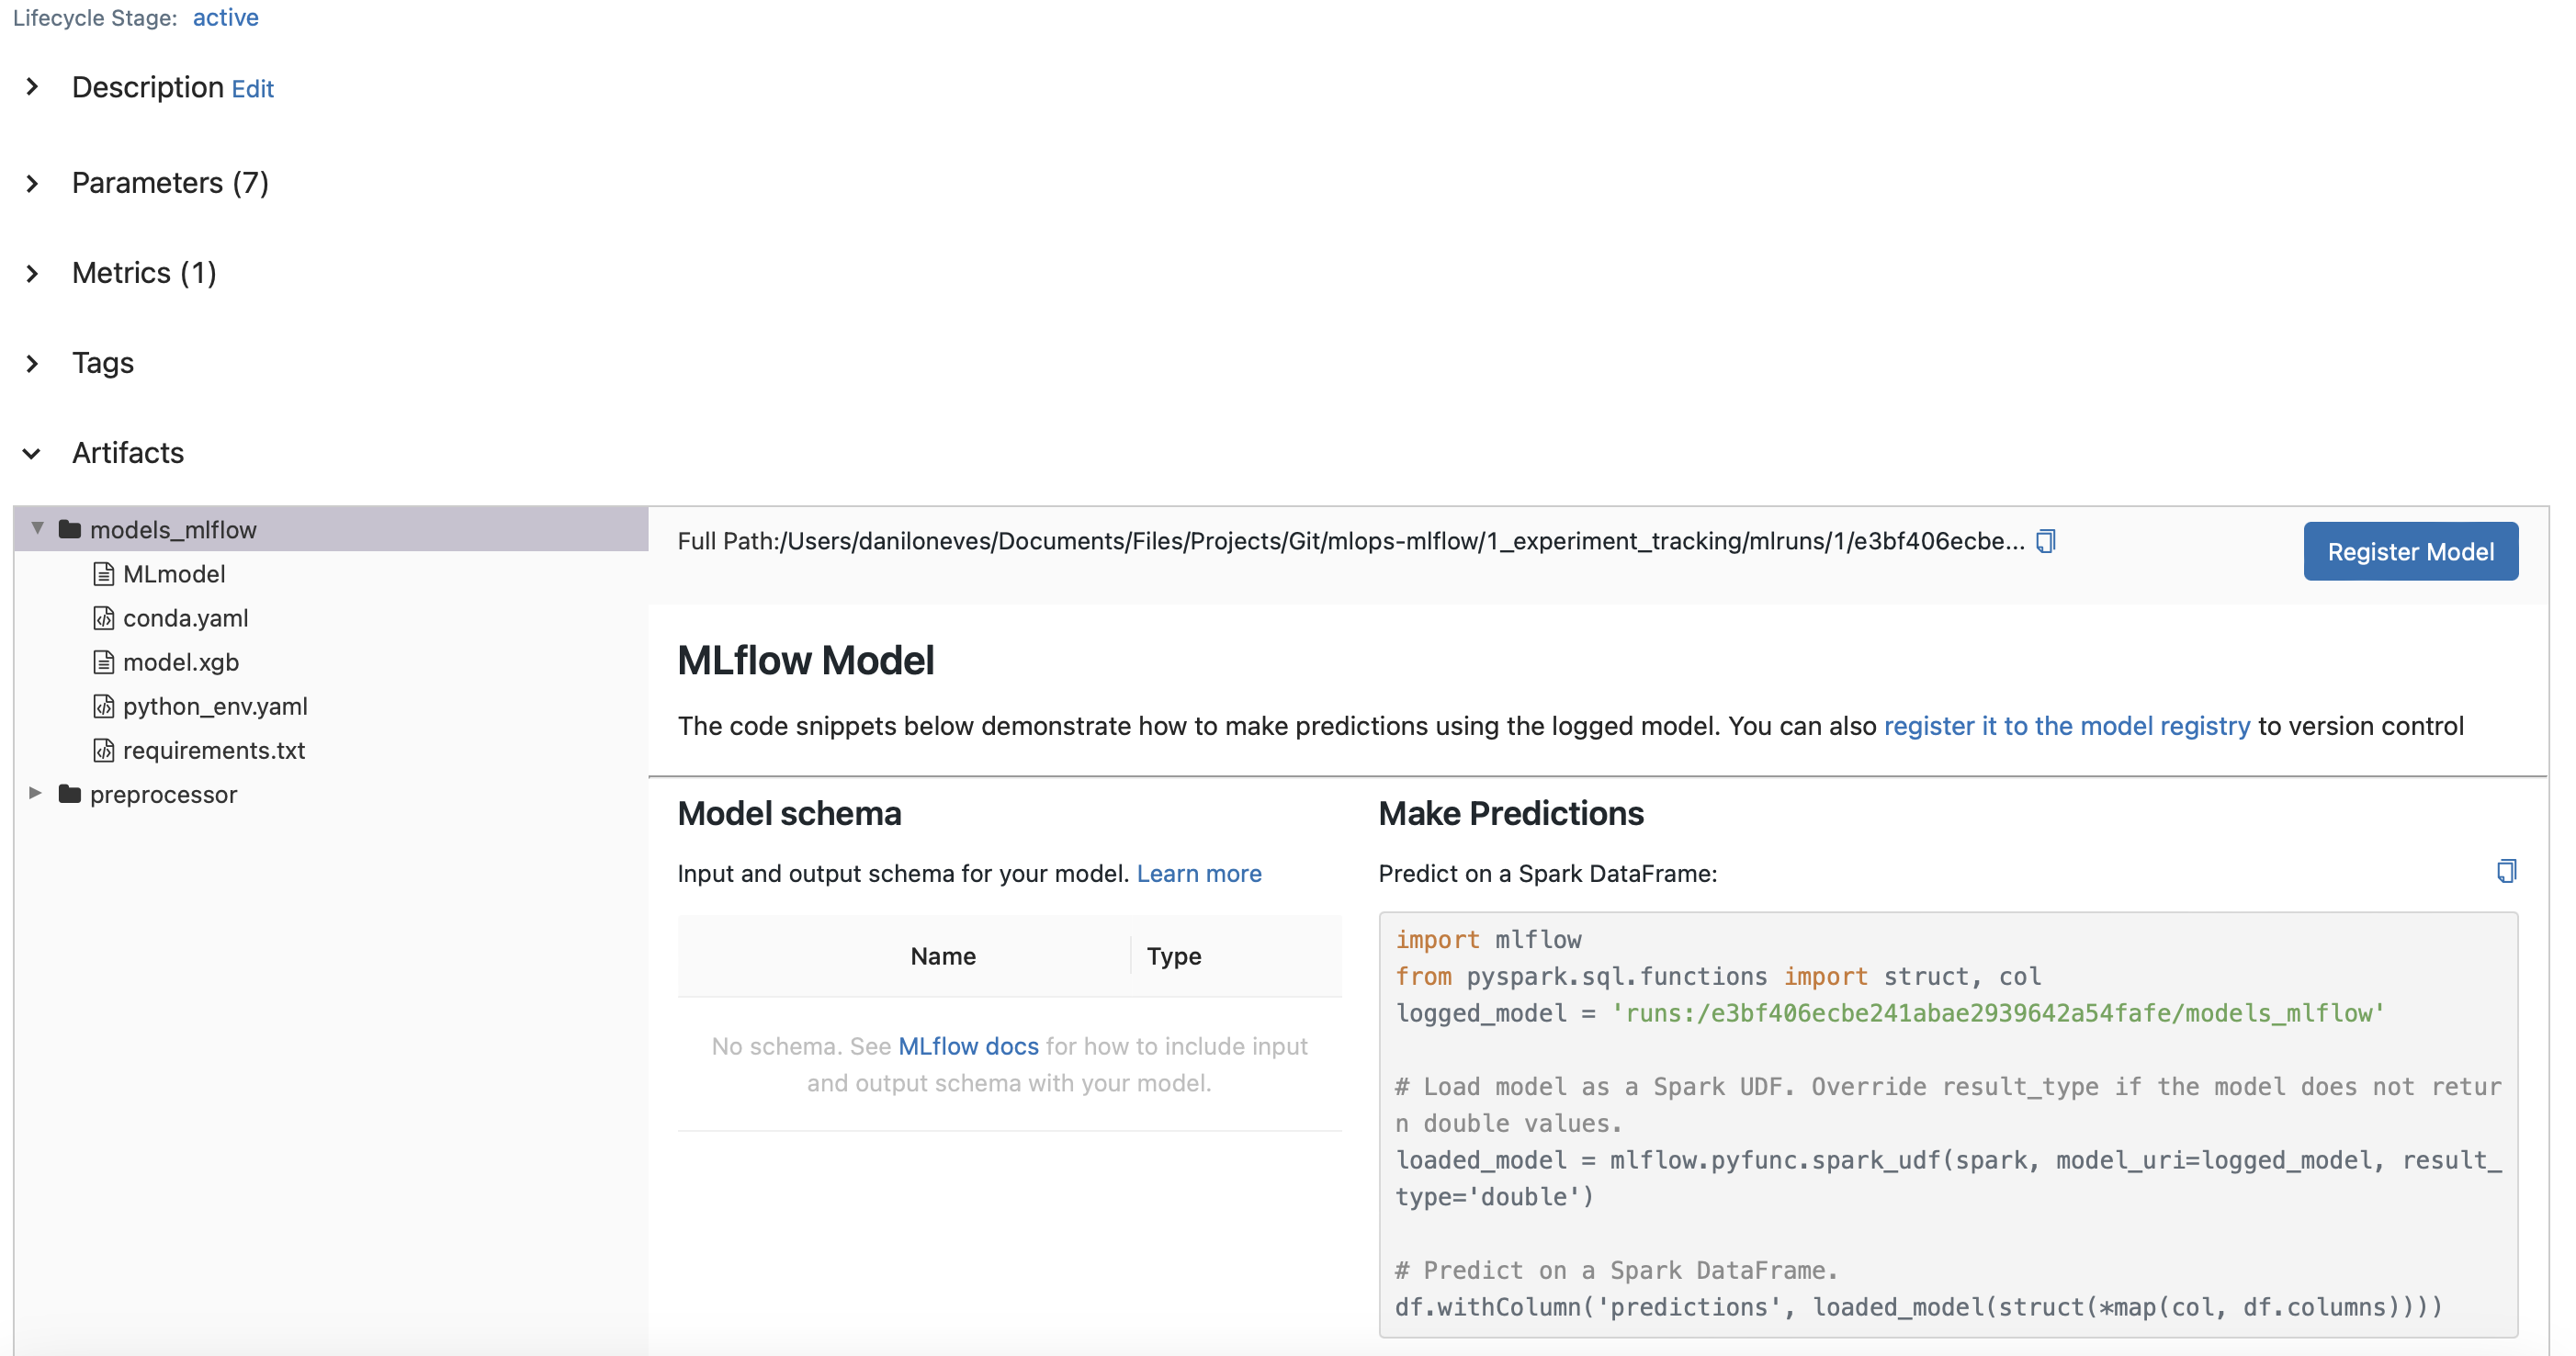 Lifecycle Stage: active
Description Edit
Parameters (7)
Metrics (1)
Tags
Artifacts
models_mlflow
MLmodel
conda.yaml
model.xgb
python_env.yaml
requirements.txt
preprocessor
Full Path:/Users/daniloneves/Documents/Files/Projects/Git/mlops-mlflow/1_experiment_tracking/mlruns/1/e3bf406ecbe...
Register Model
MLflow Model
The code snippets below demonstrate how to make predictions using the logged model. You can also register it to the model registry to version control
Model schema
Input and output schema for your model. Learn more
Name Type
No schema. See MLflow docs for how to include input
and output schema with your model.
Make Predictions
Predict on a Spark DataFrame:
import mlflow
from pyspark.sql.functions import struct, col
logged_model = 'runs:/e3bf406ecbe241abae2939642a54fafe/models_mlflow'
# Load model as a Spark UDF. Override result_type if the model does not retur
n double values.
loaded_model = mlflow.pyfunc.spark_udf(spark, model_uri=logged_model, result_
type='double')
# Predict on a Spark DataFrame.
df.withColumn('predictions', loaded_model(struct(*map(col, df.columns))))